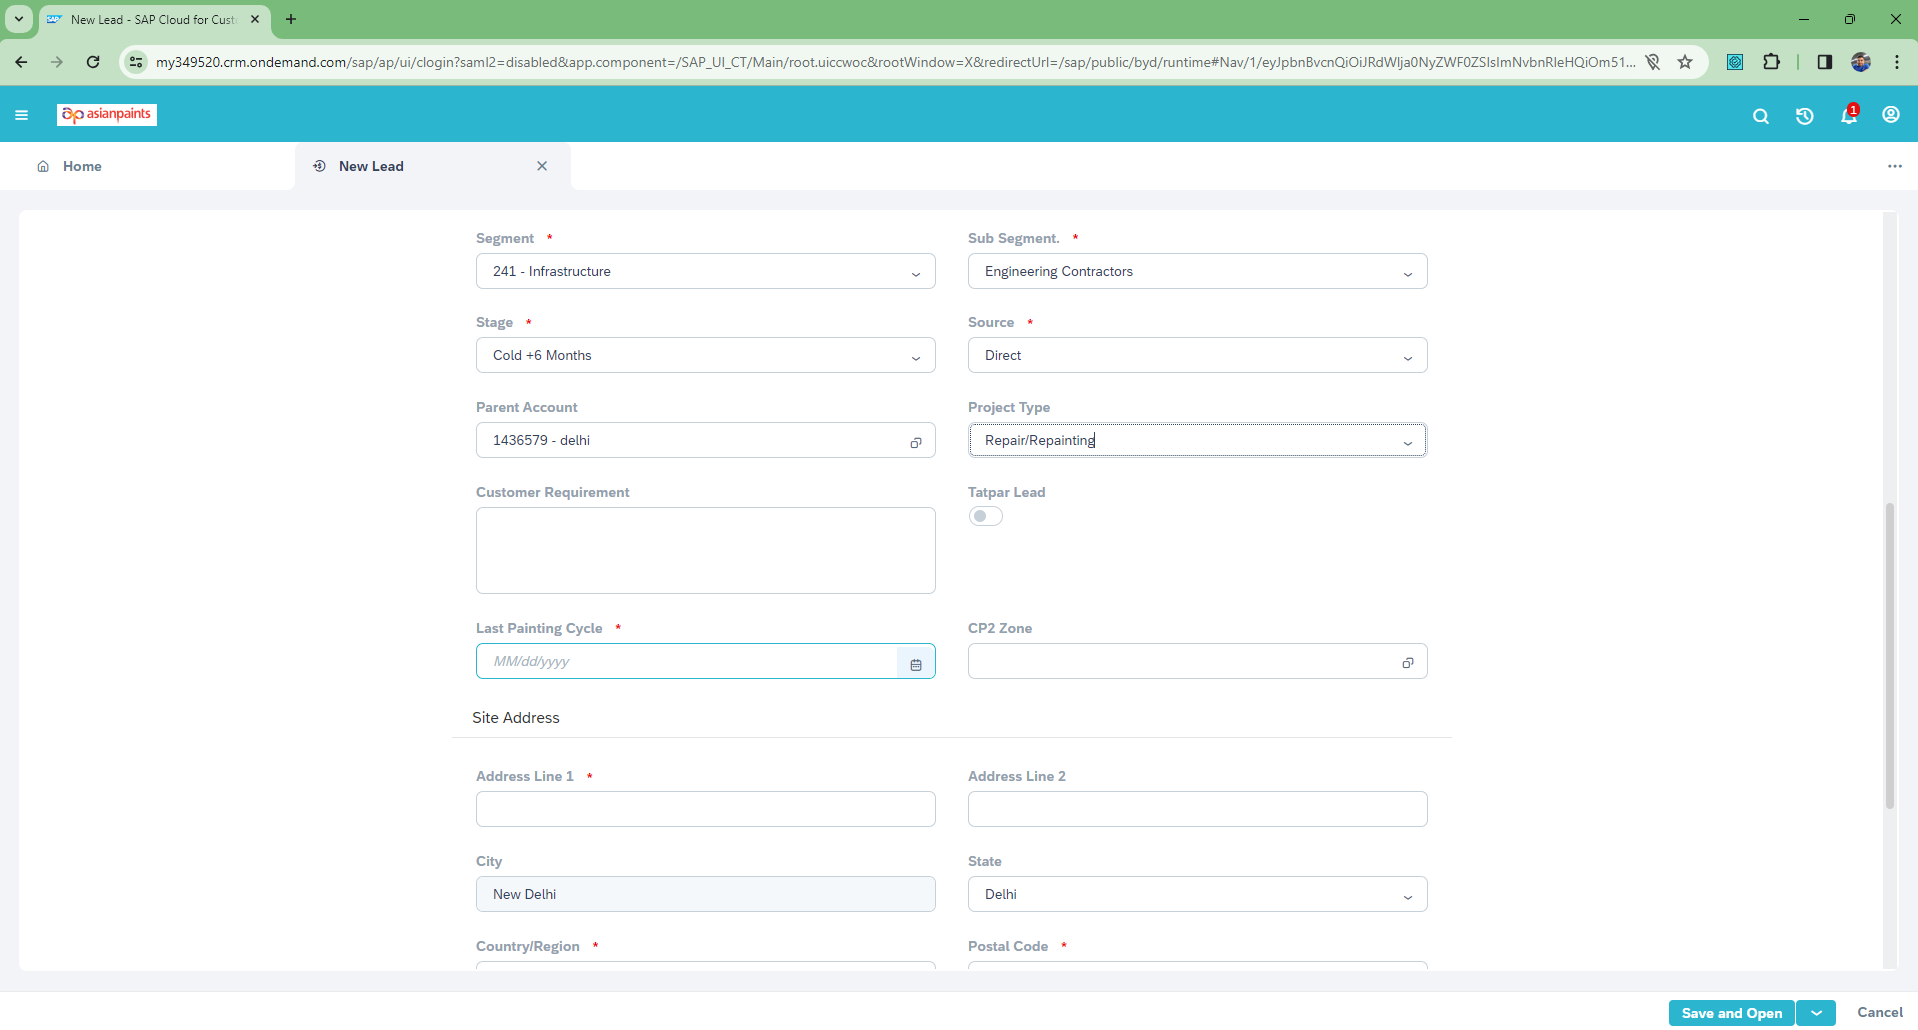 New Lead - SAP Cloud for Cust
my349520.crm.ondemand.com/sap/ap/ui/clogin?saml2=disabled&app.component=/SAP_UI_CT/Main/root.uiccwoc&rootWindow=X&redirectUrl=/sap/public/byd/runtime#Nav/1/eyJpbnBvcnQiOiJRdWlja0NyZWF0ZSIsImNvbnRleHQiOm51...
asianpaints
1
Home
New Lead
Segment *
Sub Segment. *
241 - Infrastructure
Engineering Contractors
Stage *
Source *
Cold +6 Months
Direct
Parent Account
Project Type
1436579 - delhi
Repair/Repainting
Customer Requirement
Tatpar Lead
Last Painting Cycle *
CP2 Zone
MM/dd/yyyy
Site Address
Address Line 1 *
Address Line 2
City
State
New Delhi
Delhi
Country/Region *
Postal Code *
Save and Open
Cancel